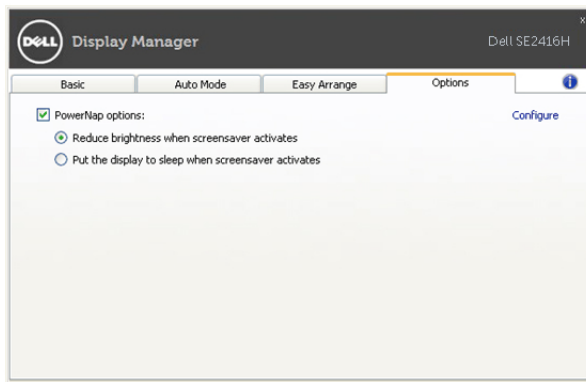 x
DELL
Display Manager
Dell SE2416H
Basic
Auto Mode
Easy Arrange
Options
i
PowerNap options:
Configure
Reduce brightness when screensaver activates
Put the display to sleep when screensaver activates